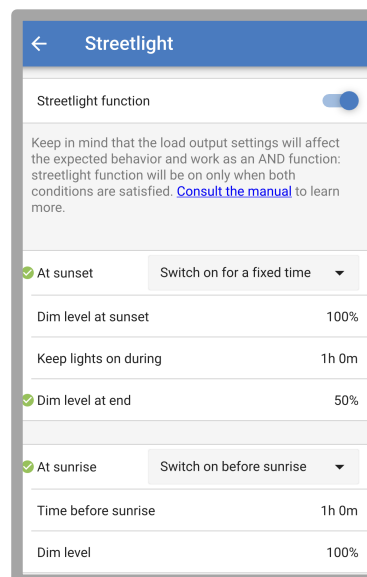 Streetlight
Streetlight function
Keep in mind that the load output settings will affect
the expected behavior and work as an AND function:
streetlight function will be on only when both
conditions are satisfied. Consult the manual to learn
more.
At sunset Switch on for a fixed time
Dim level at sunset 100%
Keep lights on during 1h 0m
Dim level at end 50%
At sunrise Switch on before sunrise
Time before sunrise 1h 0m
Dim level 100%